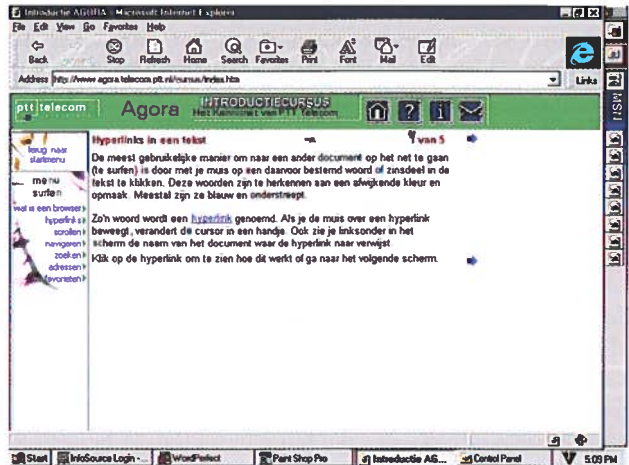 Introductie AGORA - Microsoft Internet Explorer
File Edit View Go Favorites Help
Back Stop Refresh Home Search Favorites Print Font Mail Edit
Address http://www.agora.telecom.ptt.nl/cursus/index.htm Links
MS/
ptt telecom Agora INTRODUCTIECURSUS
Het Kennisnet van PTT Telecom
terug naar
startmenu
menu
surfen
wat is een browser
hyperlinks
scrollen
navigeren
zoeken
adressen
favorieten
Hyperlinks in een tekst 1 van 5
De meest gebruikelijke manier om naar een ander document op het net te gaan
(te surfen) is door met je muis op een daarvoor bestemd woord of zinsdeel in de
tekst te klikken. Deze woorden zijn te herkennen aan een afwijkende kleur en
opmaak. Meestal zijn ze blauw en onderstreept.
Zo'n woord wordt een hyperlink genoemd. Als je de muis over een hyperlink
beweegt, verandert de cursor in een handje. Ook zie je linksonder in het
scherm de naam van het document waar de hyperlink naar verwijst.
Klik op de hyperlink om te zien hoe dit werkt of ga naar het volgende scherm.
Start InfoSource Login - ... WordPerfect Paint Shop Pro Introductie AG... Control Panel 5:09 PM